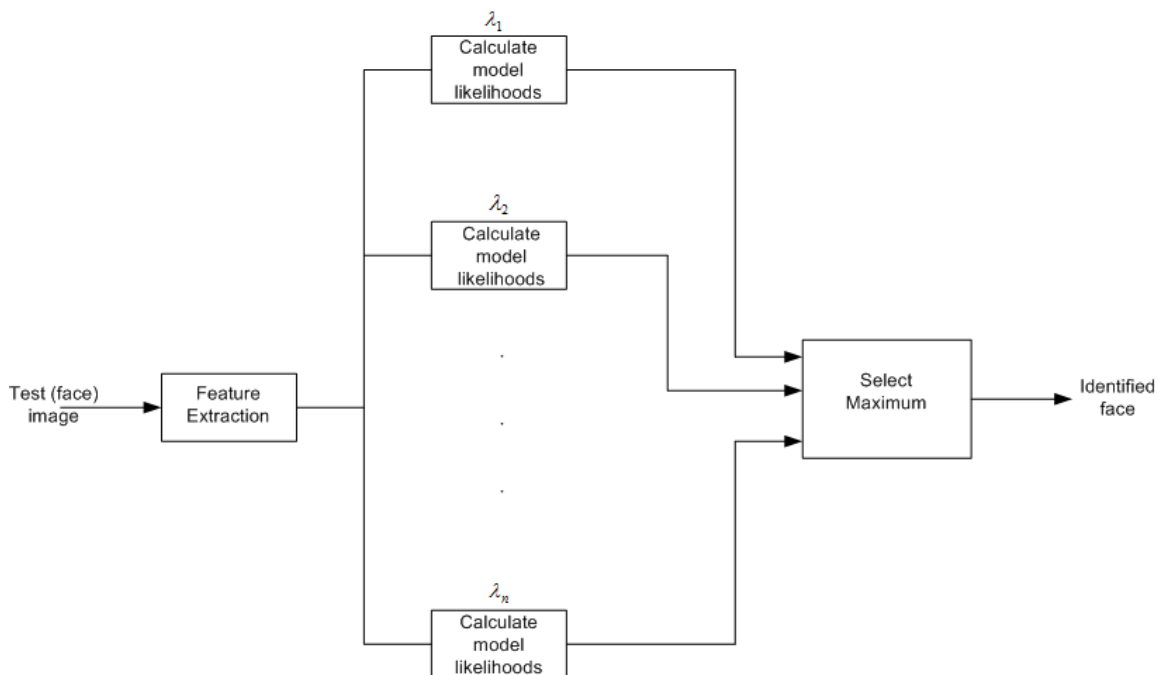 λ₁
Calculate
model
likelihoods
λ₂
Calculate
model
likelihoods
Test (face)
image
Feature
Extraction
Select
Maximum
Identified
face
λₙ
Calculate
model
likelihoods